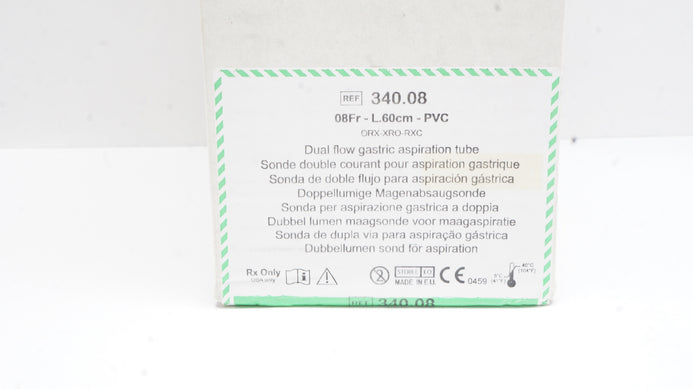 REF 340.08
08Fr - L.60cm - PVC
ORX-XRO-RXC
Dual flow gastric aspiration tube
Sonde double courant pour aspiration gastrique
Sonda de doble flujo para aspiración gástrica
Doppellumige Magenabsaugsonde
Sonda per aspirazione gastrica a doppia
Dubbel lumen maagsonde voor maagaspiratie
Sonda de dupla via para aspiração gástrica
Dubbellumen sond för aspiration
Rx Only
USA only
STERILE EO
MADE IN E.U.
CE 0459
5°C
(41°F)
40°C
(104°F)
REF 340.08